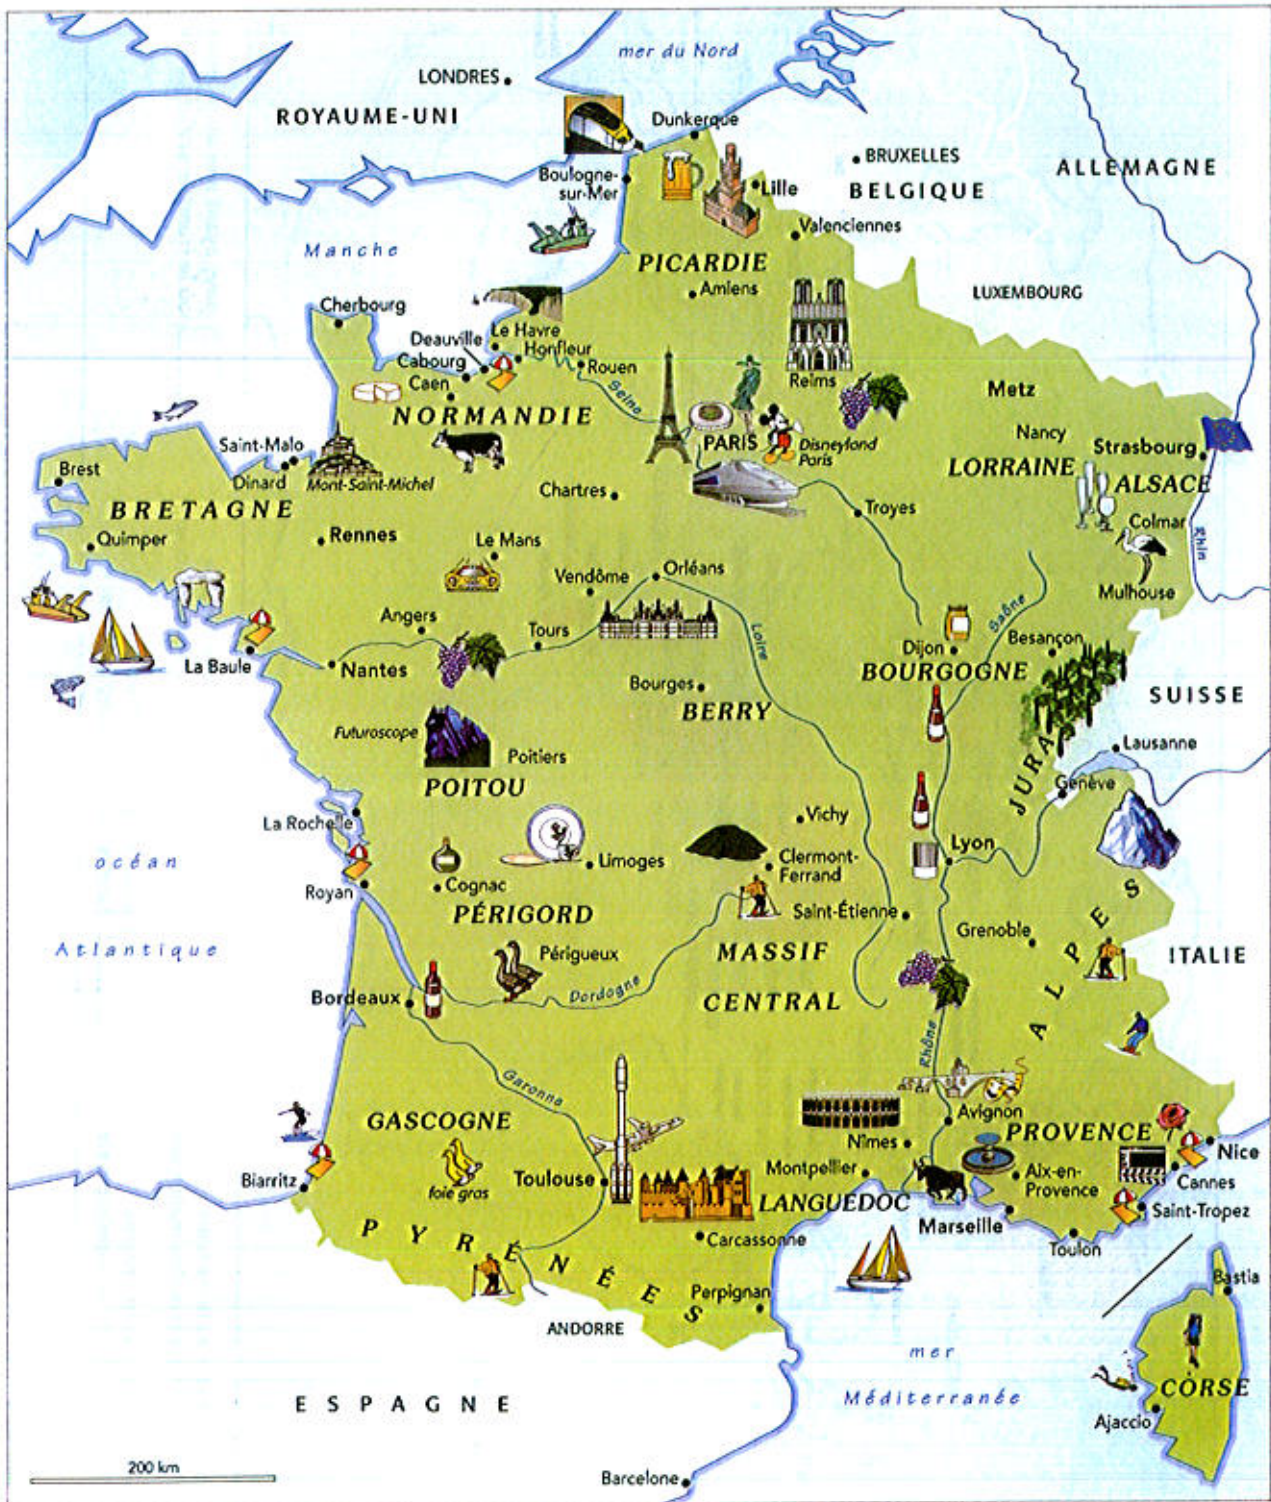 mer du Nord
LONDRES
ROYAUME-UNI
Dunkerque
BRUXELLES
ALLEMAGNE
Boulogne-
sur-Mer
Lille
BELGIQUE
Valenciennes
Manche
PICARDIE
Amiens
LUXEMBOURG
Cherbourg
Deauville
Le Havre
Honfleur
Cabourg
Rouen
Caen
Reims
Metz
Seine
NORMANDIE
PARIS
Disneyland
Paris
Nancy
Strasbourg
Saint-Malo
Brest
Dinard
Mont-Saint-Michel
LORRAINE
ALSACE
Chartres
BRETAGNE
Troyes
Colmar
Rhin
Quimper
Rennes
Le Mans
Vendôme
Orléans
Mulhouse
Angers
Tours
Loire
Saône
Dijon
Besançon
La Baule
Nantes
BOURGOGNE
Bourges
BERRY
SUISSE
Futuroscope
Poitiers
POITOU
JURA
Lausanne
Genève
La Rochelle
Vichy
océan
Limoges
Clermont-
Ferrand
Lyon
Royan
Cognac
PÉRIGORD
Saint-Étienne
Grenoble
ALPES
Atlantique
Périgueux
MASSIF
CENTRAL
ITALIE
Bordeaux
Dordogne
Rhône
Garonna
GASCOGNE
Avignon
PROVENCE
Nîmes
Nice
Biarritz
foie gras
Toulouse
Montpellier
Aix-en-
Provence
Cannes
LANGUEDOC
Marseille
Saint-Tropez
PYRÉNÉES
Carcassonne
Toulon
Perpignan
Bastia
ANDORRE
mer
Méditerranée
CORSE
ESPAGNE
Ajaccio
200 km
Barcelone